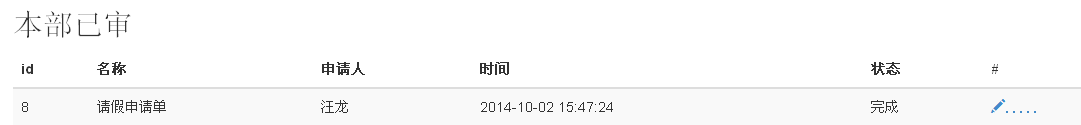 本部已审
id 名称 申请人 时间 状态 #
8 请假申请单 汪龙 2014-10-02 15:47:24 完成 .....